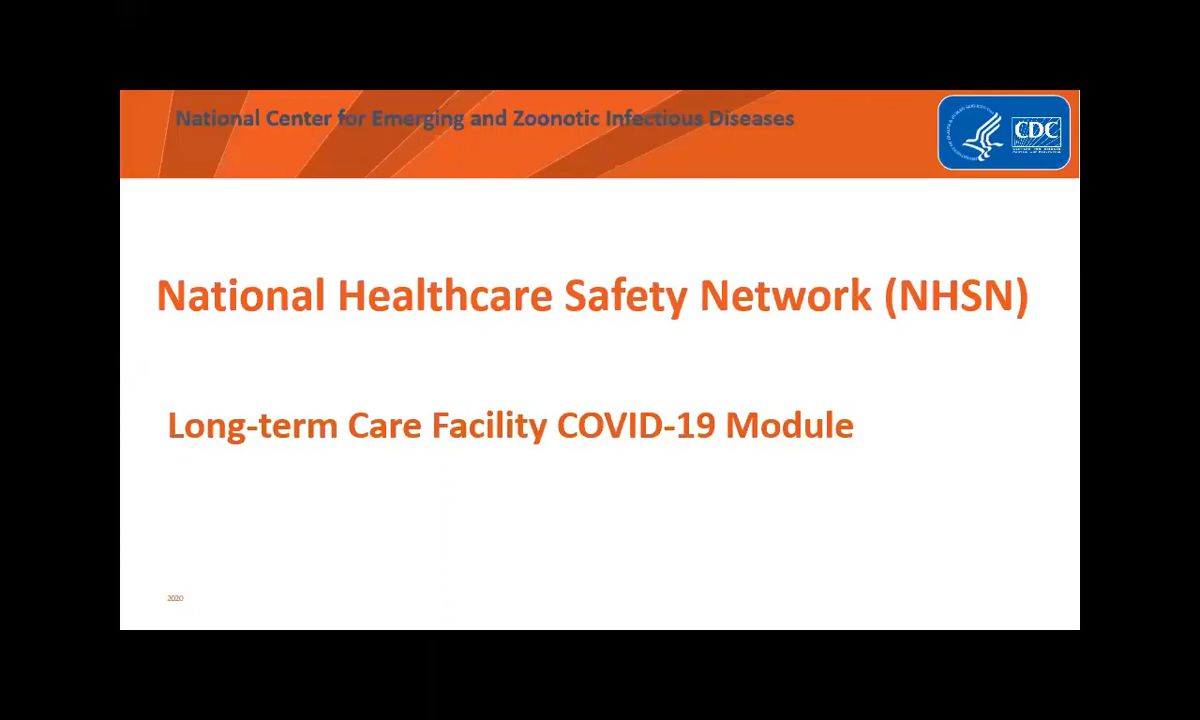 National Center for Emerging and Zoonotic Infectious Diseases
CDC
National Healthcare Safety Network (NHSN)
Long-term Care Facility COVID-19 Module
2020